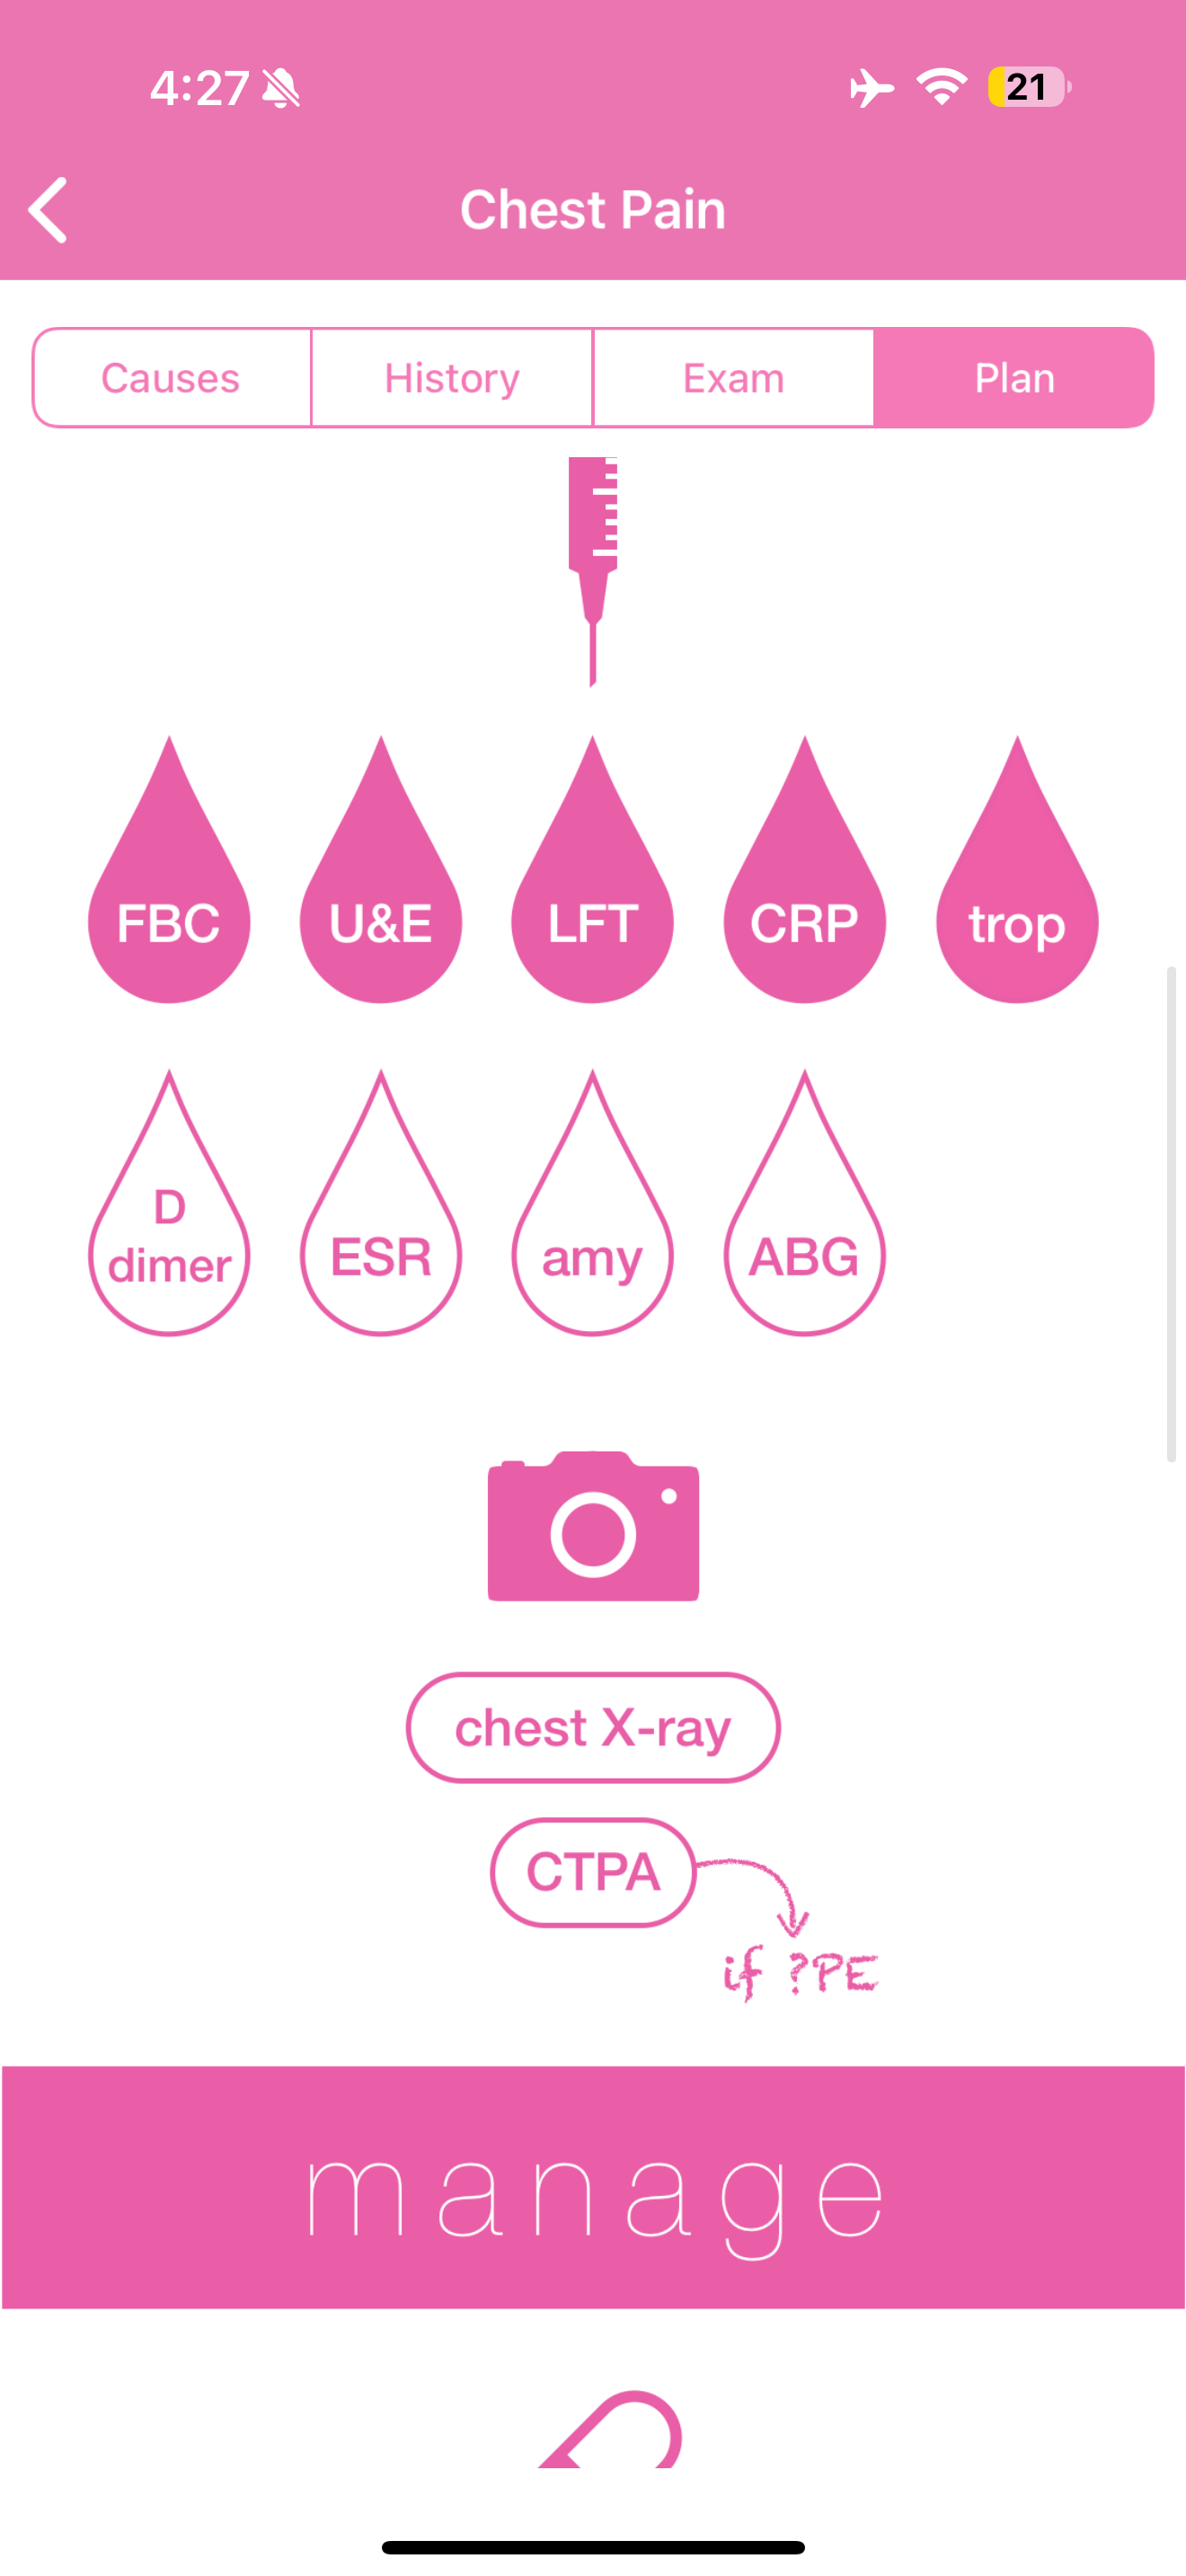 4:27
21
Chest Pain
Causes History Exam Plan
FBC U&E LFT CRP trop
D
dimer ESR amy ABG
chest X-ray
CTPA
if ?PE
manage